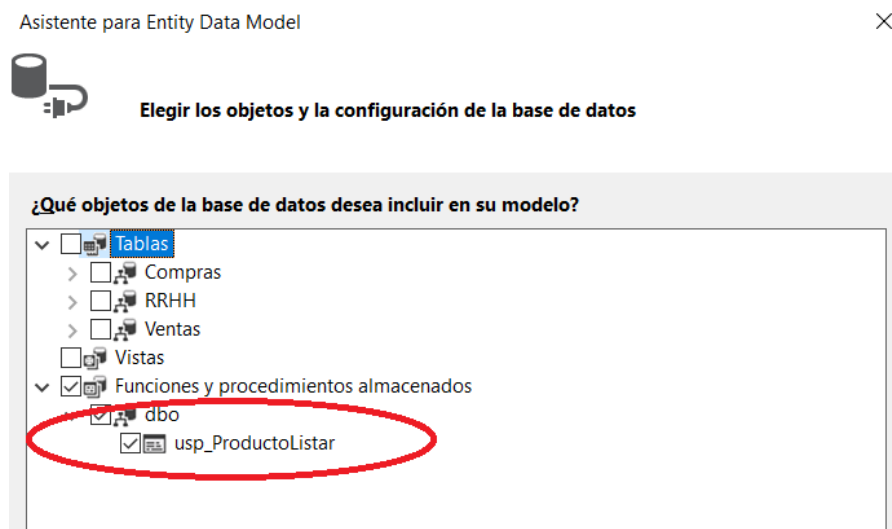 Asistente para Entity Data Model
Elegir los objetos y la configuración de la base de datos
¿Qué objetos de la base de datos desea incluir en su modelo?
Tablas
Compras
RRHH
Ventas
Vistas
Funciones y procedimientos almacenados
dbo
usp_ProductoListar